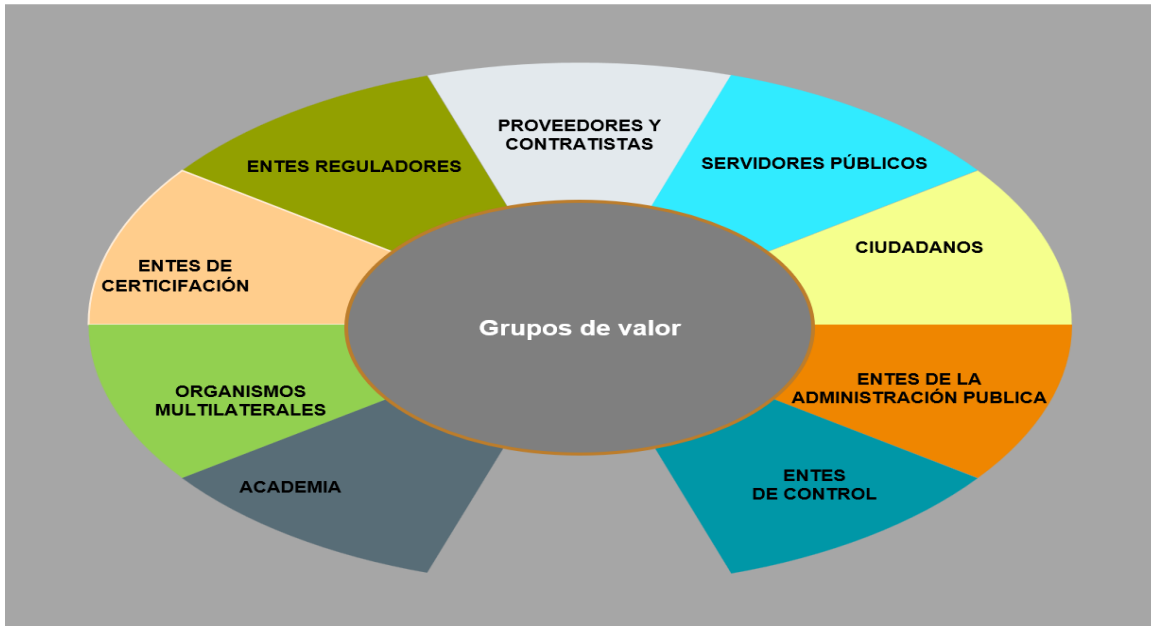 PROVEEDORES Y
CONTRATISTAS
SERVIDORES PÚBLICOS
ENTES REGULADORES
CIUDADANOS
ENTES DE
CERTICIFACIÓN
Grupos de valor
ENTES DE LA
ADMINISTRACIÓN PUBLICA
ORGANISMOS
MULTILATERALES
ENTES
DE CONTROL
ACADEMIA